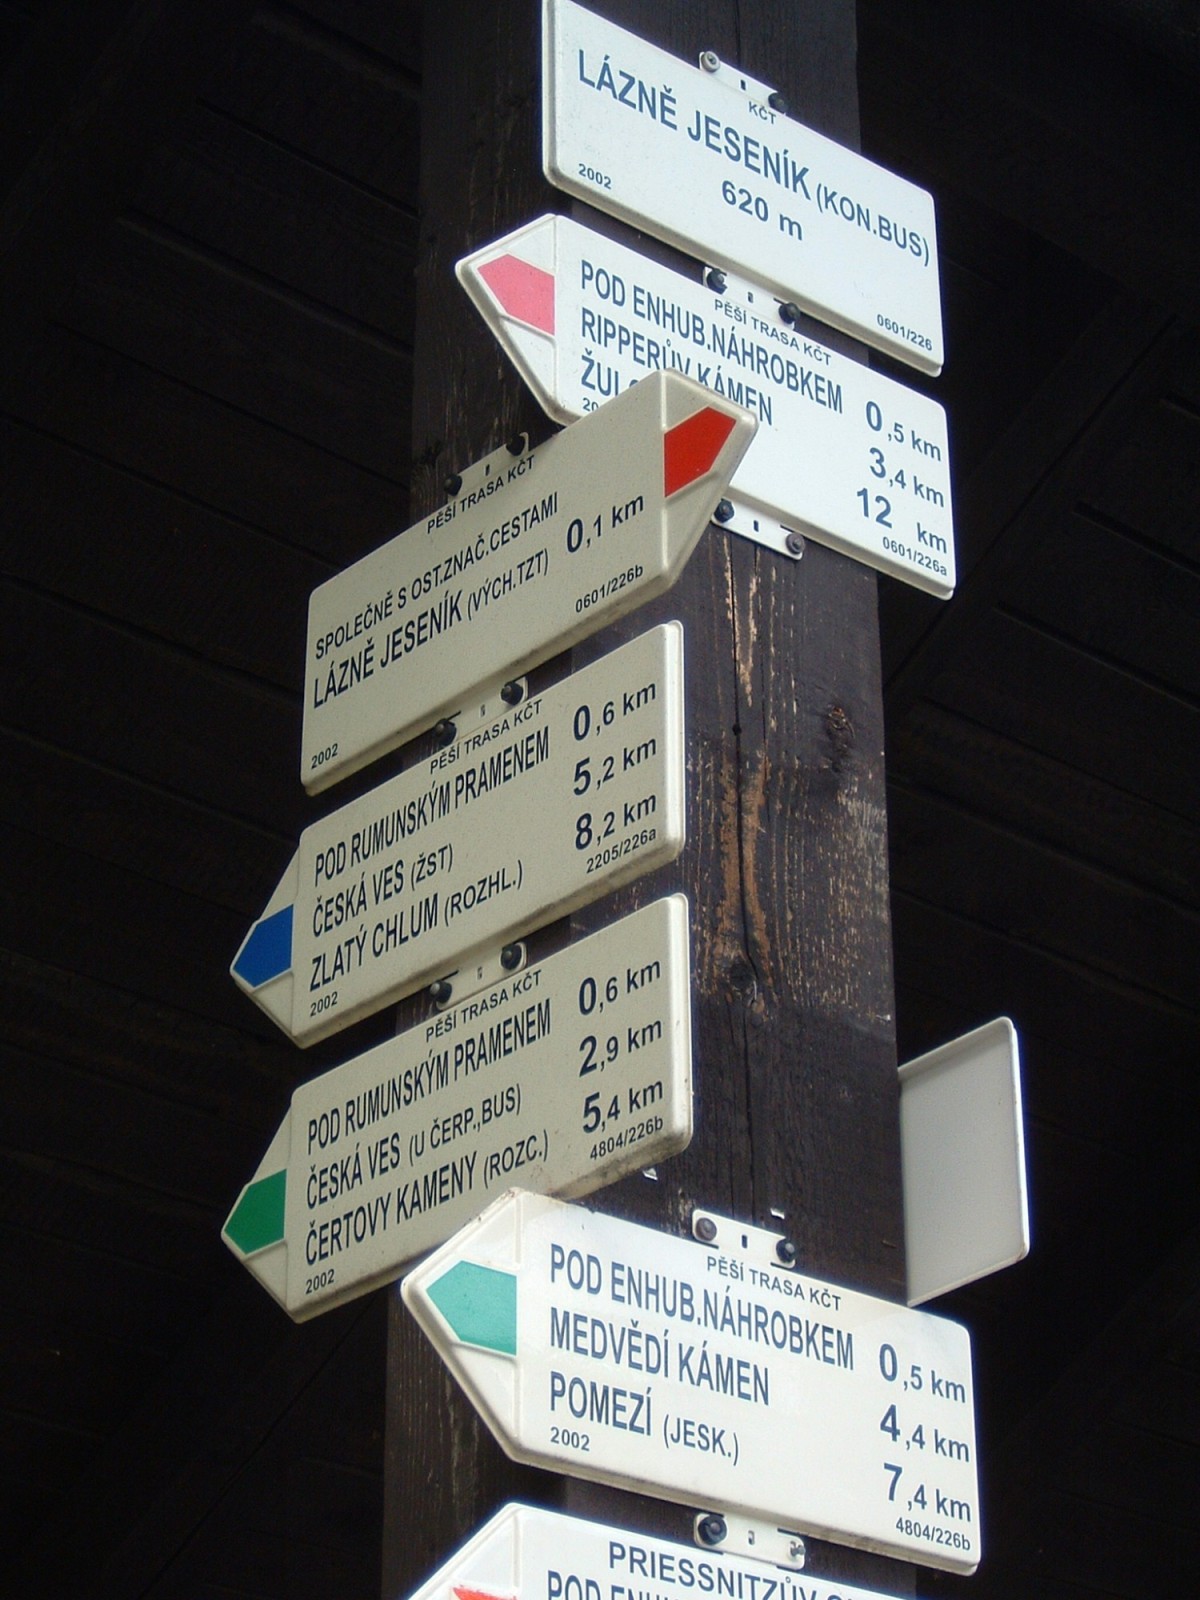 KČT
LÁZNĚ JESENÍK (KON.BUS)
620 m
2002
0601/226
PĚŠÍ TRASA KČT
POD ENHUB.NÁHROBKEM 0,5 km
RIPPERŮV KÁMEN 3,4 km
12 km
0601/226a
PĚŠÍ TRASA KČT
SPOLEČNĚ S OST.ZNAČ.CESTAMI
LÁZNĚ JESENÍK (VÝCH.TZT) 0,1 km
2002 0601/226b
PĚŠÍ TRASA KČT
POD RUMUNSKÝM PRAMENEM 0,6 km
ČESKÁ VES (ŽST) 5,2 km
ZLATÝ CHLUM (ROZHL.) 8,2 km
2002 2205/226a
PĚŠÍ TRASA KČT
POD RUMUNSKÝM PRAMENEM 0,6 km
ČESKÁ VES (U ČERP.,BUS) 2,9 km
ČERTOVY KAMENY (ROZC.) 5,4 km
2002 4804/226b
PĚŠÍ TRASA KČT
POD ENHUB.NÁHROBKEM 0,5 km
MEDVĚDÍ KÁMEN 4,4 km
POMEZÍ (JESK.) 7,4 km
2002 4804/226b
PRIESSNITZŮV
POD